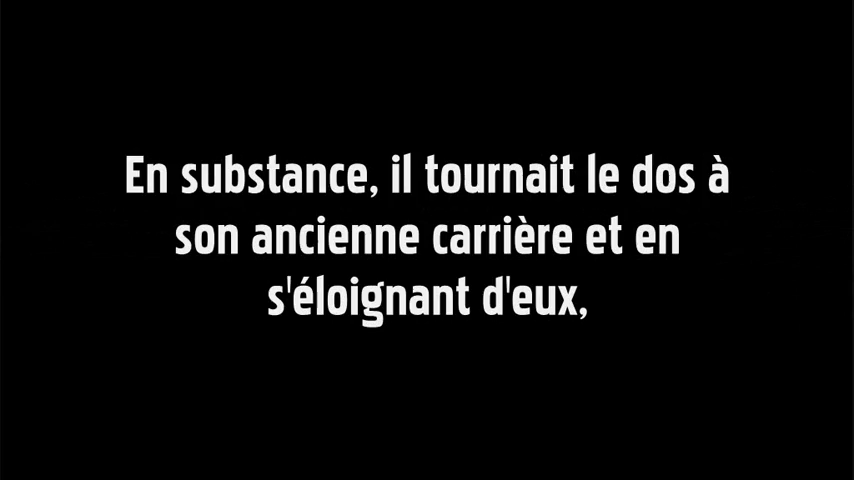 En substance, il tournait le dos à
son ancienne carrière et en
s'éloignant d'eux,